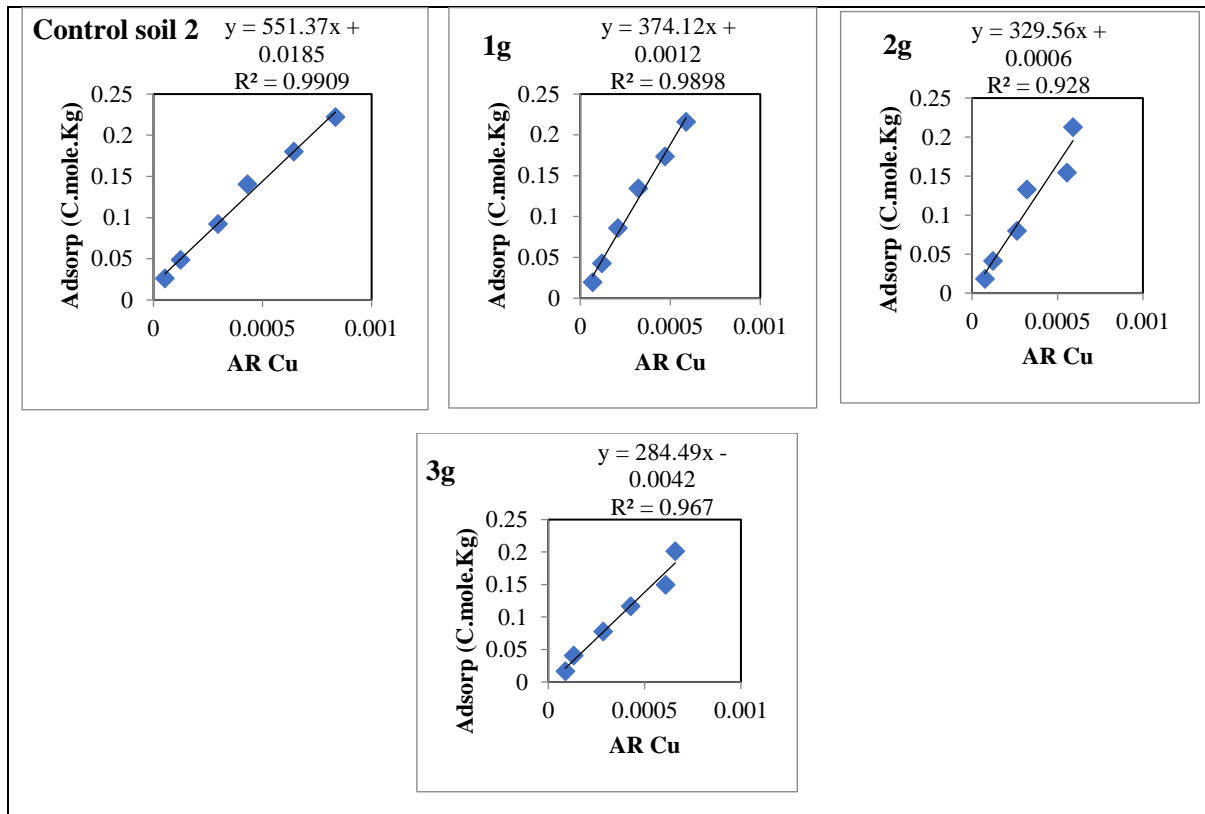 Control soil 2
y = 551.37x +
0.0185
R² = 0.9909
0.25
0.2
0.15
0.1
0.05
0
0 0.0005 0.001
Adsorp (C.mole.Kg)
AR Cu
1g
y = 374.12x +
0.0012
R² = 0.9898
0.25
0.2
0.15
0.1
0.05
0
0 0.0005 0.001
Adsorp (C.mole.Kg)
AR Cu
2g
y = 329.56x +
0.0006
R² = 0.928
0.25
0.2
0.15
0.1
0.05
0
0 0.0005 0.001
Adsorp (C.mole.Kg)
AR Cu
3g
y = 284.49x -
0.0042
R² = 0.967
0.25
0.2
0.15
0.1
0.05
0
0 0.0005 0.001
Adsorp (C.mole.Kg)
AR Cu